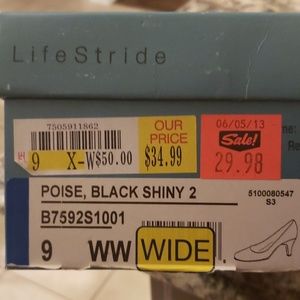 LifeStride
7505911862
9 X-W $50.00
OUR PRICE
$34.99
06/05/13
Sale!
29.98
POISE, BLACK SHINY 2
B7592S1001
5100080547
S3
9 WW WIDE